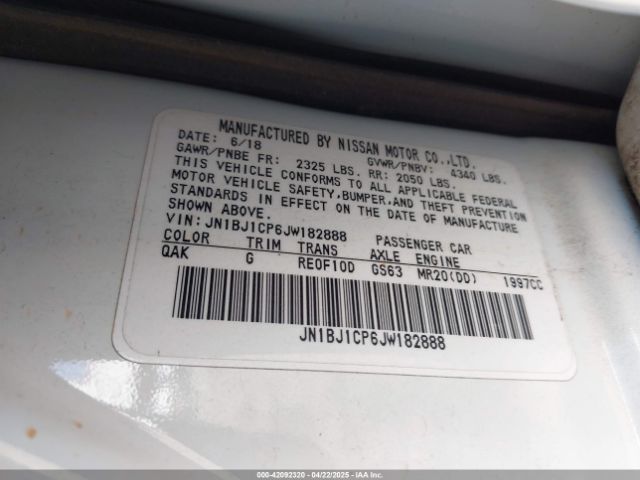 MANUFACTURED BY NISSAN MOTOR CO.,LTD.
DATE: 6/18 GVWR/PNBV: 4340 LBS.
GAWR/PNBE FR: 2325 LBS. RR: 2050 LBS.
THIS VEHICLE CONFORMS TO ALL APPLICABLE FEDERAL
MOTOR VEHICLE SAFETY,BUMPER,AND THEFT PREVENTION
STANDARDS IN EFFECT ON THE DATE OF MANUFACTURE
SHOWN ABOVE.
VIN:JN1BJ1CP6JW182888 PASSENGER CAR
COLOR TRIM TRANS AXLE ENGINE
QAK G RE0F10D GS63 MR20(DD) 1997CC
JN1BJ1CP6JW182888
000-42092320 | 04/22/2025 | IAAI.COM